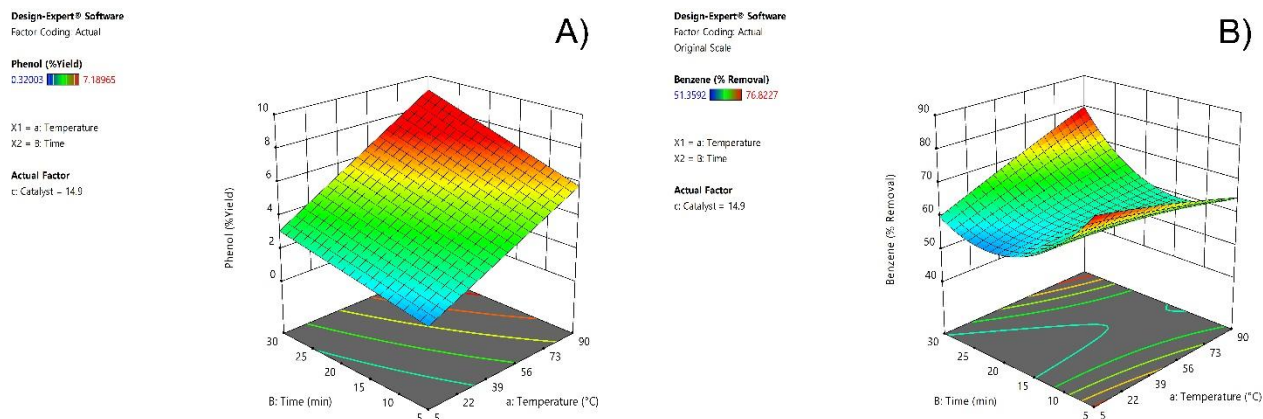 Design-Expert® Software
Factor Coding: Actual
Phenol (%Yield)
0.32003 7.18965
X1 = a: Temperature
X2 = B: Time
Actual Factor
c: Catalyst = 14.9
A)
10
8
6
4
2
0
Phenol (%Yield)
30
25
20
15
10
5
B: Time (min)
5
22
39
56
73
90
a: Temperature (°C)
Design-Expert® Software
Factor Coding: Actual
Original Scale
Benzene (% Removal)
51.3592 76.8227
X1 = a: Temperature
X2 = B: Time
Actual Factor
c: Catalyst = 14.9
B)
90
80
70
60
50
40
Benzene (% Removal)
30
25
20
15
10
5
B: Time (min)
5
22
39
56
73
90
a: Temperature (°C)